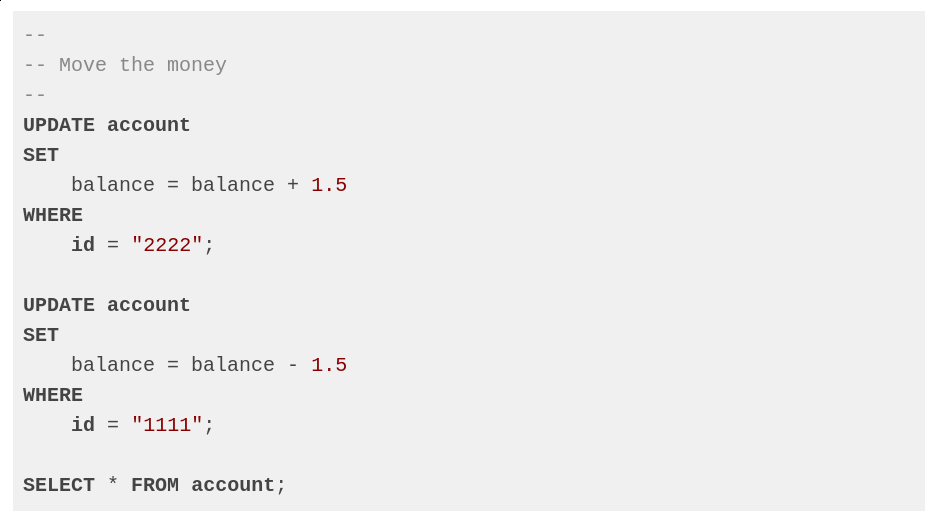 --
-- Move the money
--
UPDATE account
SET
    balance = balance + 1.5
WHERE
    id = "2222";

UPDATE account
SET
    balance = balance - 1.5
WHERE
    id = "1111";

SELECT * FROM account;